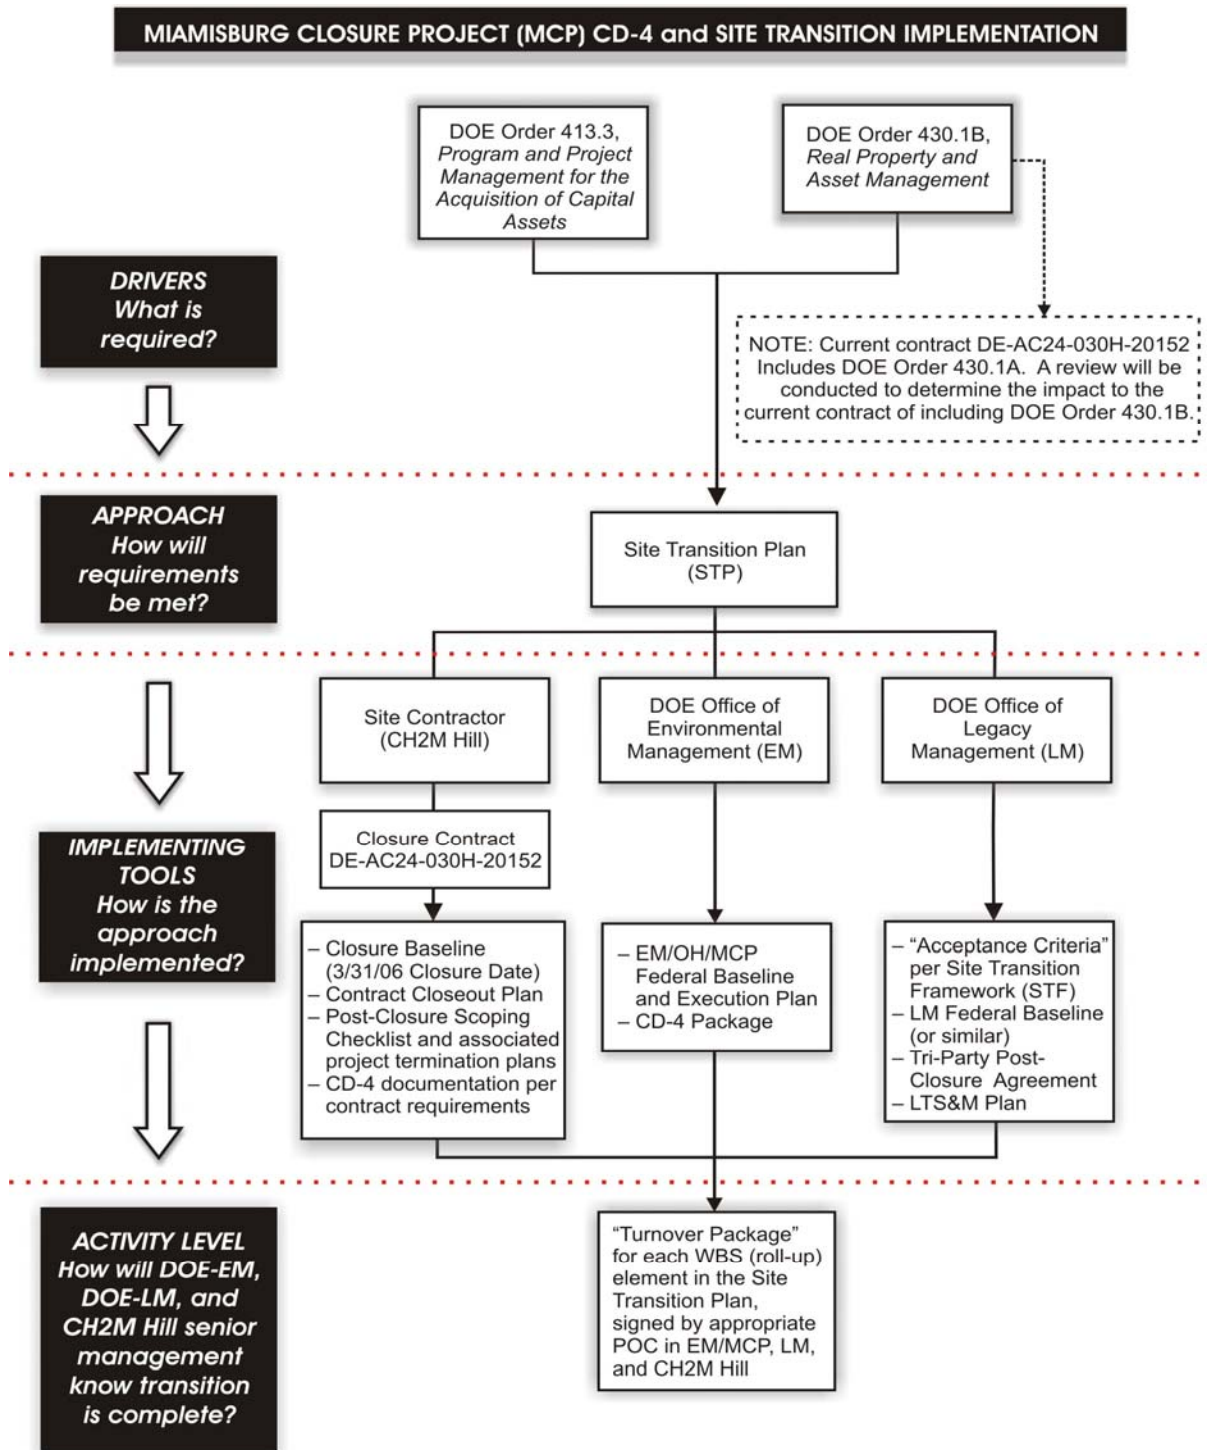 MIAMISBURG CLOSURE PROJECT (MCP) CD-4 and SITE TRANSITION IMPLEMENTATION
DOE Order 413.3,
Program and Project
Management for the
Acquisition of Capital
Assets
DOE Order 430.1B,
Real Property and
Asset Management
DRIVERS
What is
required?
NOTE: Current contract DE-AC24-030H-20152
Includes DOE Order 430.1A. A review will be
conducted to determine the impact to the
current contract of including DOE Order 430.1B.
APPROACH
How will
requirements
be met?
Site Transition Plan
(STP)
Site Contractor
(CH2M Hill)
DOE Office of
Environmental
Management (EM)
DOE Office of
Legacy
Management (LM)
IMPLEMENTING
TOOLS
How is the
approach
implemented?
Closure Contract
DE-AC24-030H-20152
– Closure Baseline
(3/31/06 Closure Date)
– Contract Closeout Plan
– Post-Closure Scoping
Checklist and associated
project termination plans
– CD-4 documentation per
contract requirements
– EM/OH/MCP
Federal Baseline
and Execution Plan
– CD-4 Package
– “Acceptance Criteria”
per Site Transition
Framework (STF)
– LM Federal Baseline
(or similar)
– Tri-Party Post-
Closure Agreement
– LTS&M Plan
ACTIVITY LEVEL
How will DOE-EM,
DOE-LM, and
CH2M Hill senior
management
know transition
is complete?
“Turnover Package”
for each WBS (roll-up)
element in the Site
Transition Plan,
signed by appropriate
POC in EM/MCP, LM,
and CH2M Hill